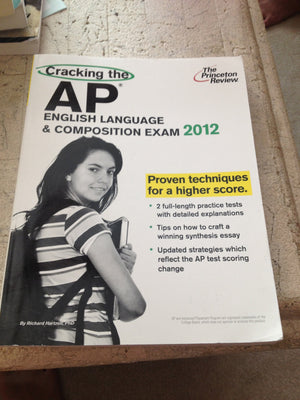 Cracking the
The
Princeton
Review
AP®
ENGLISH LANGUAGE
& COMPOSITION EXAM 2012
Proven techniques
for a higher score.
• 2 full-length practice tests
with detailed explanations
• Tips on how to craft a
winning synthesis essay
• Updated strategies which
reflect the AP test scoring
change
By Richard Hartzell, PhD